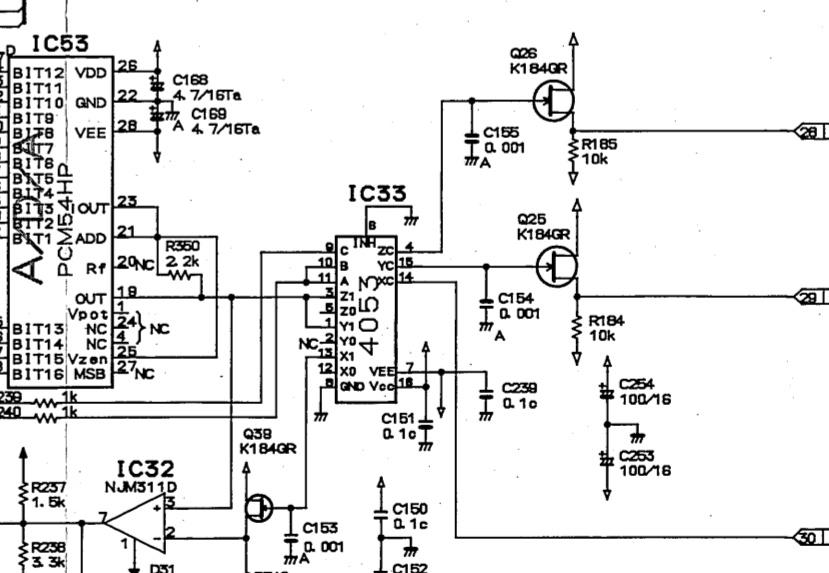 IC53
BIT12 VDD 26
BIT11
BIT10 GND 22
BIT9
BIT8 VEE 28
BIT7
BIT6
BIT5
BIT4
BIT3 OUT 23
BIT2
BIT1 ADD 21
Rf 20 NC
OUT 19
Vpot 1
BIT13 NC 24
BIT14 NC 4
BIT15 Vzen 25
BIT16 MSB 27 NC
NC
PCM54HP
C168
4.7/16Ta
C169
A 4.7/16Ta
R350
2.2k
239 1k
240 1k
IC33
6
INH
9 C ZC 4
10 B YC 15
11 A XC 14
3 Z1
5 Z0
1 Y1
NC 2 Y0
13 X1
12 X0 VEE 7
8 GND Vcc 16
4053
Q26
K184GR
C155
0.001
A
R185
10k
28
Q25
K184GR
C154
0.001
A
R184
10k
29
C239
0.1c
C151
0.1c
C254
100/16
C253
100/16
Q39
K184GR
C153
0.001
A
C150
0.1c
C152
30
IC32
NJM311D
R237
1.5k
R238
3.3k
7
+ 3
- 2
1
D31